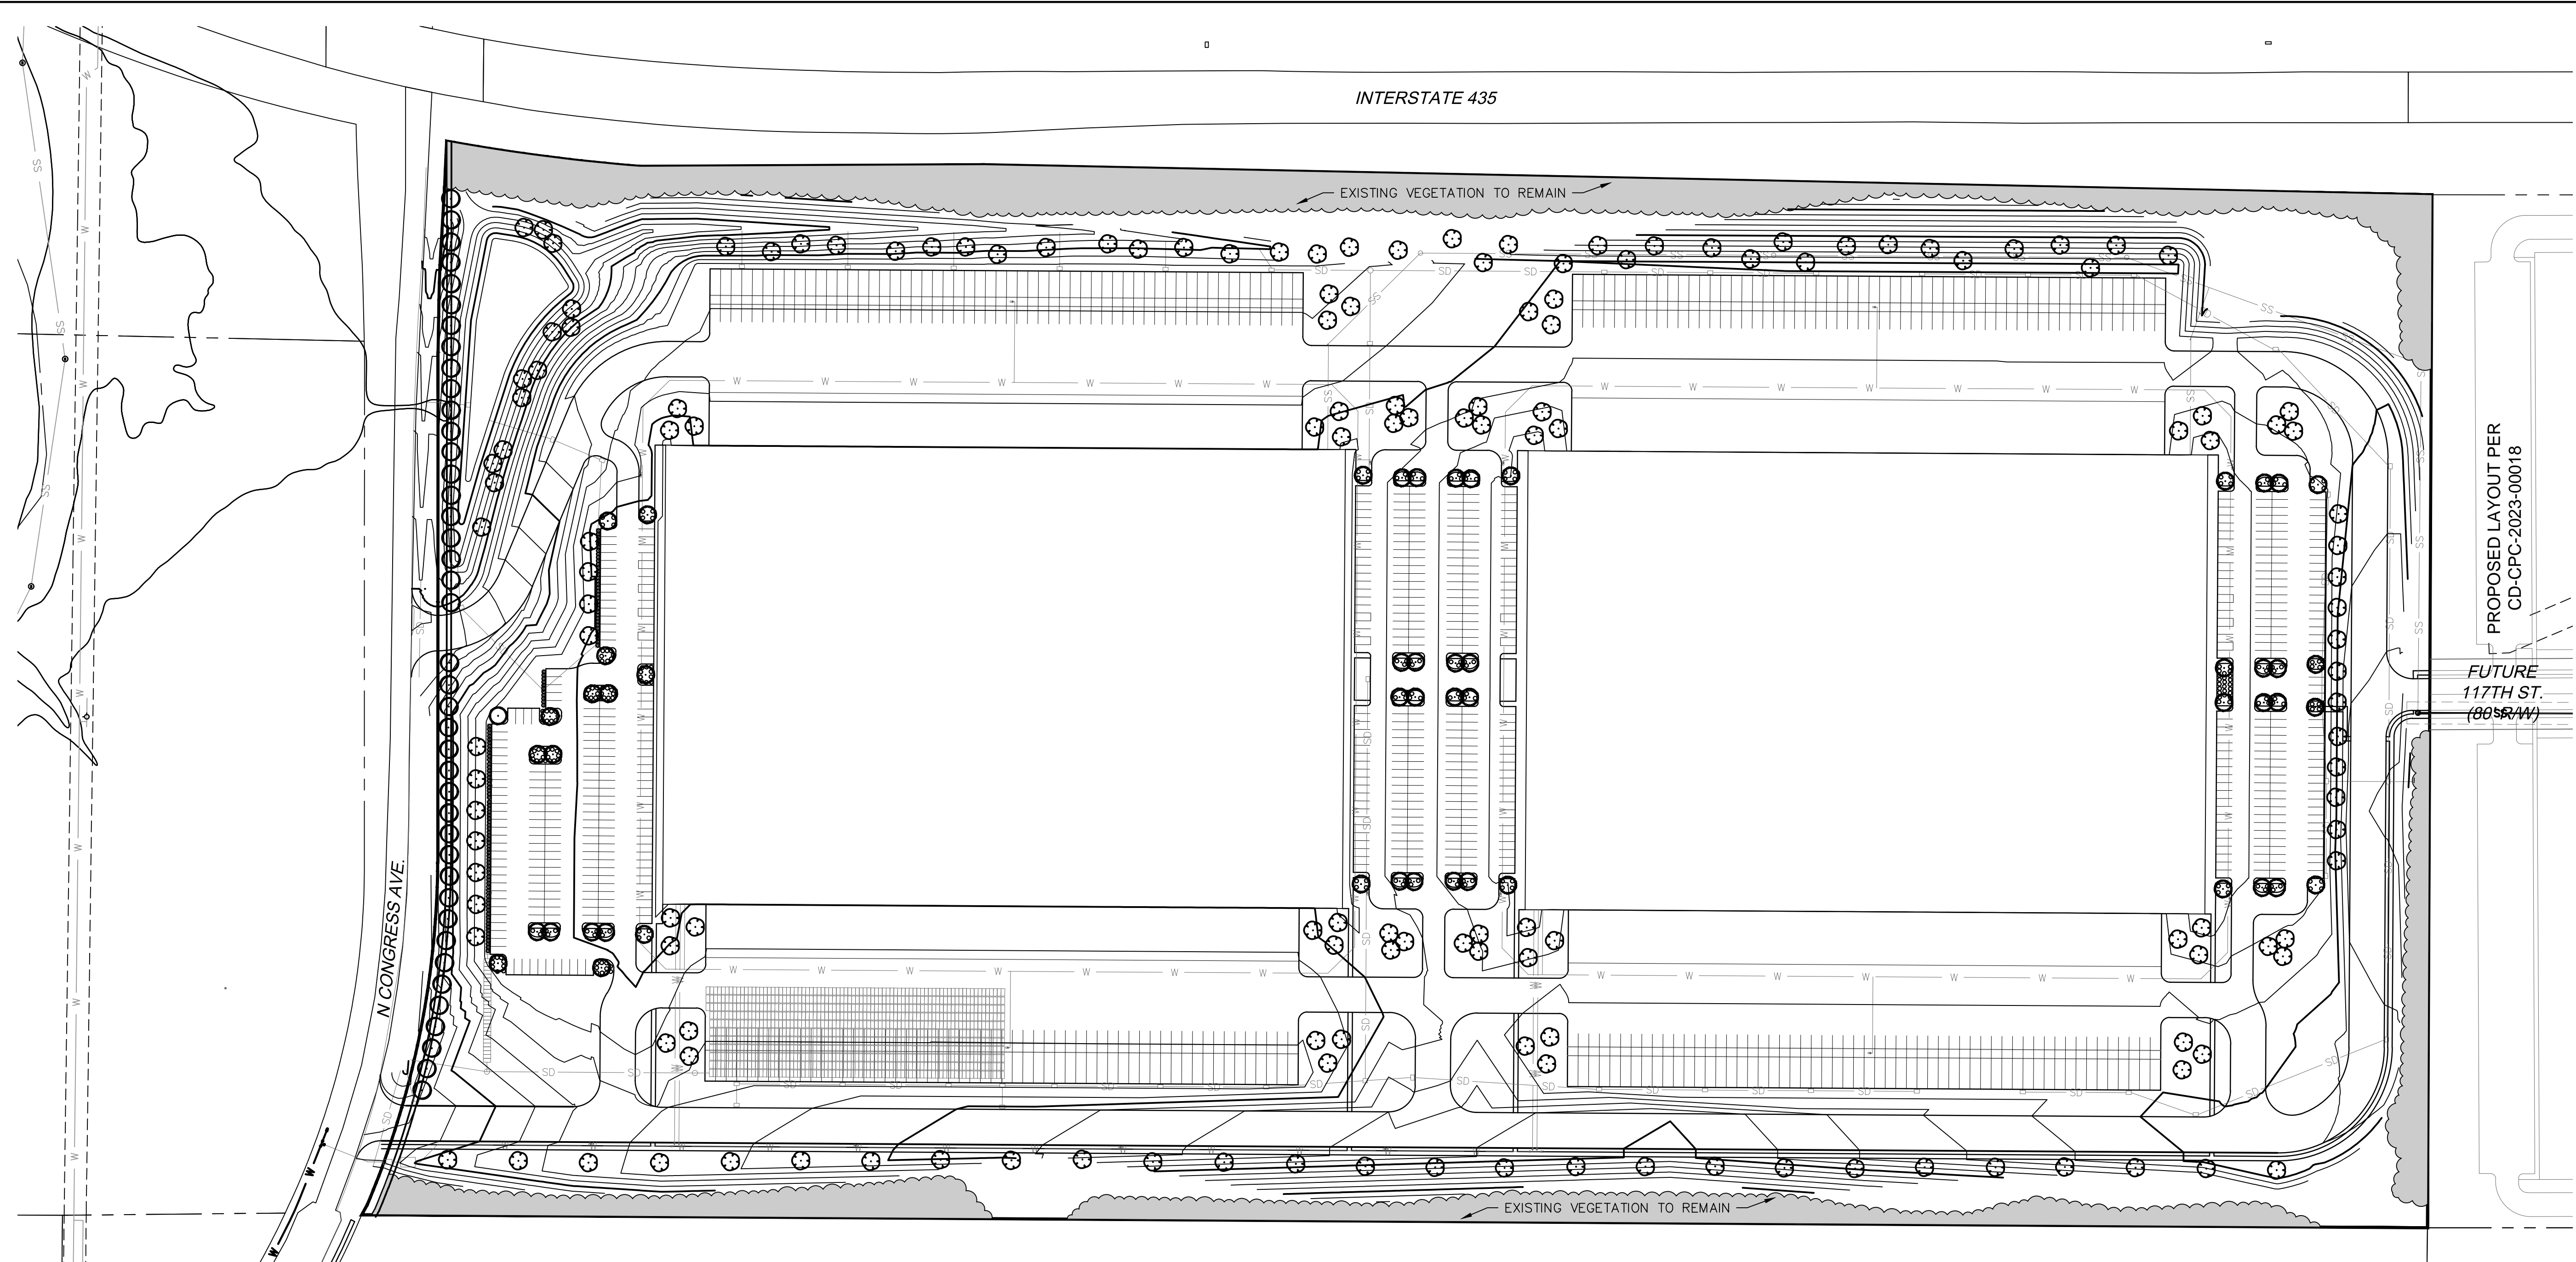 INTERSTATE 435
EXISTING VEGETATION TO REMAIN
PROPOSED LAYOUT PER
CD-CPC-2023-00018
FUTURE
117TH ST.
(80' R/W)
N CONGRESS AVE.
EXISTING VEGETATION TO REMAIN